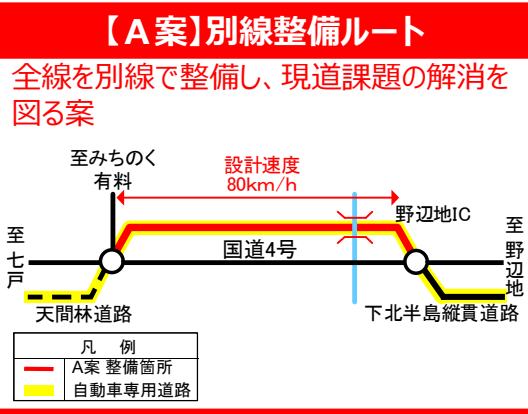 【A案】別線整備ルート
全線を別線で整備し、現道課題の解消を
図る案
至みちのく
有料
設計速度
80km/h
野辺地IC
至七戸
国道4号
至野辺地
天間林道路
下北半島縦貫道路
凡 例
A案 整備箇所
自動車専用道路